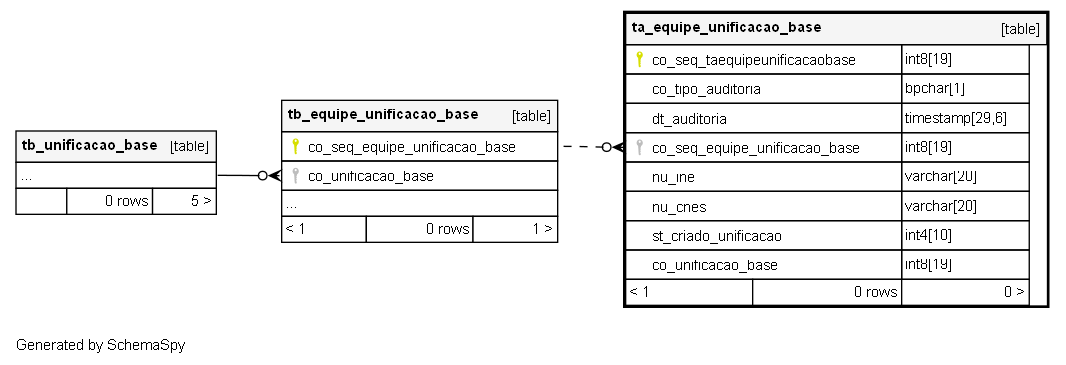 ta_equipe_unificacao_base [table]
co_seq_taequipeunificacaobase int8[19]
co_tipo_auditoria bpchar[1]
dt_auditoria timestamp[29,6]
co_seq_equipe_unificacao_base int8[19]
nu_ine varchar[20]
nu_cnes varchar[20]
st_criado_unificacao int4[10]
co_unificacao_base int8[19]
< 1 0 rows 0 >
tb_equipe_unificacao_base [table]
co_seq_equipe_unificacao_base
co_unificacao_base
...
< 1 0 rows 1 >
tb_unificacao_base [table]
...
0 rows 5 >
Generated by SchemaSpy